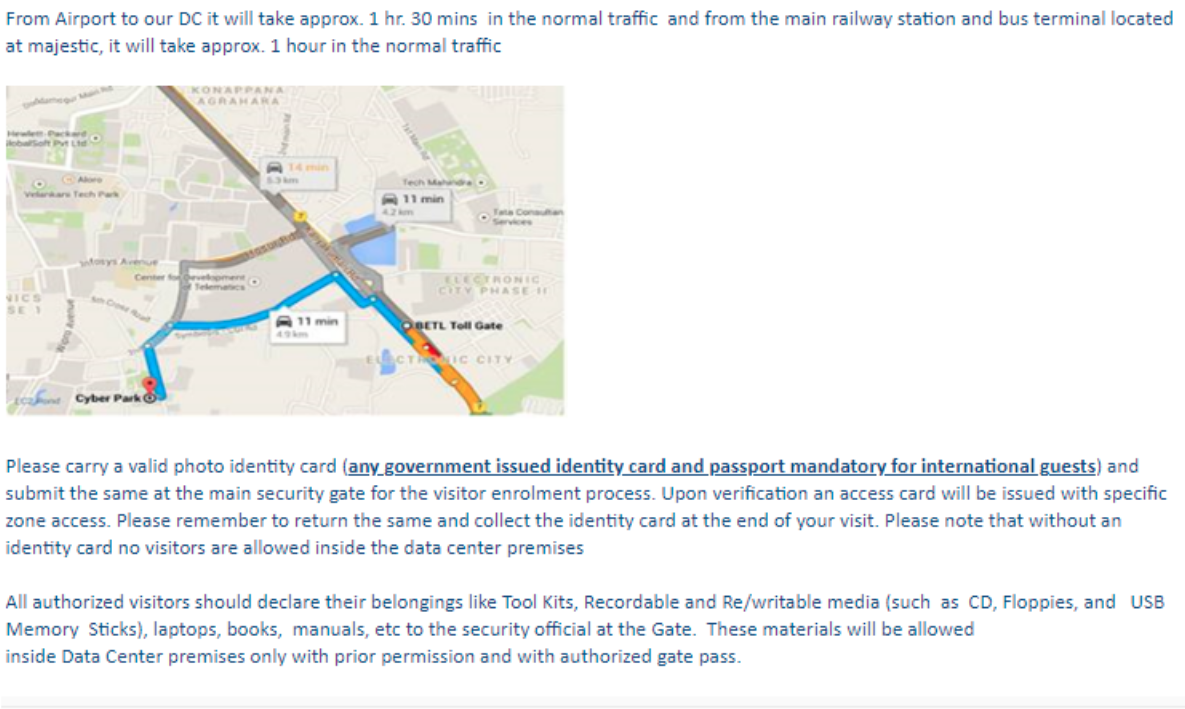 From Airport to our DC it will take approx. 1 hr. 30 mins in the normal traffic and from the main railway station and bus terminal located
at majestic, it will take approx. 1 hour in the normal traffic
KONAPPANA
AGRAHARA
Hewlett-Packard
GlobalSoft Pvt Ltd
14 min
5.3 km
Aloro
Velankani Tech Park
Tech Mahindra
11 min
4.2 km
Tata Consultan
Services
Infosys Avenue
Center for Development
of Telematics
ELECTRONIC
CITY PHASE II
NICS
SE 1
Wipro Avenue
11 min
4.9 km
BETL Toll Gate
ELECTRONIC CITY
Cyber Park
Please carry a valid photo identity card (any government issued identity card and passport mandatory for international guests) and
submit the same at the main security gate for the visitor enrolment process. Upon verification an access card will be issued with specific
zone access. Please remember to return the same and collect the identity card at the end of your visit. Please note that without an
identity card no visitors are allowed inside the data center premises
All authorized visitors should declare their belongings like Tool Kits, Recordable and Re/writable media (such as CD, Floppies, and USB
Memory Sticks), laptops, books, manuals, etc to the security official at the Gate. These materials will be allowed
inside Data Center premises only with prior permission and with authorized gate pass.